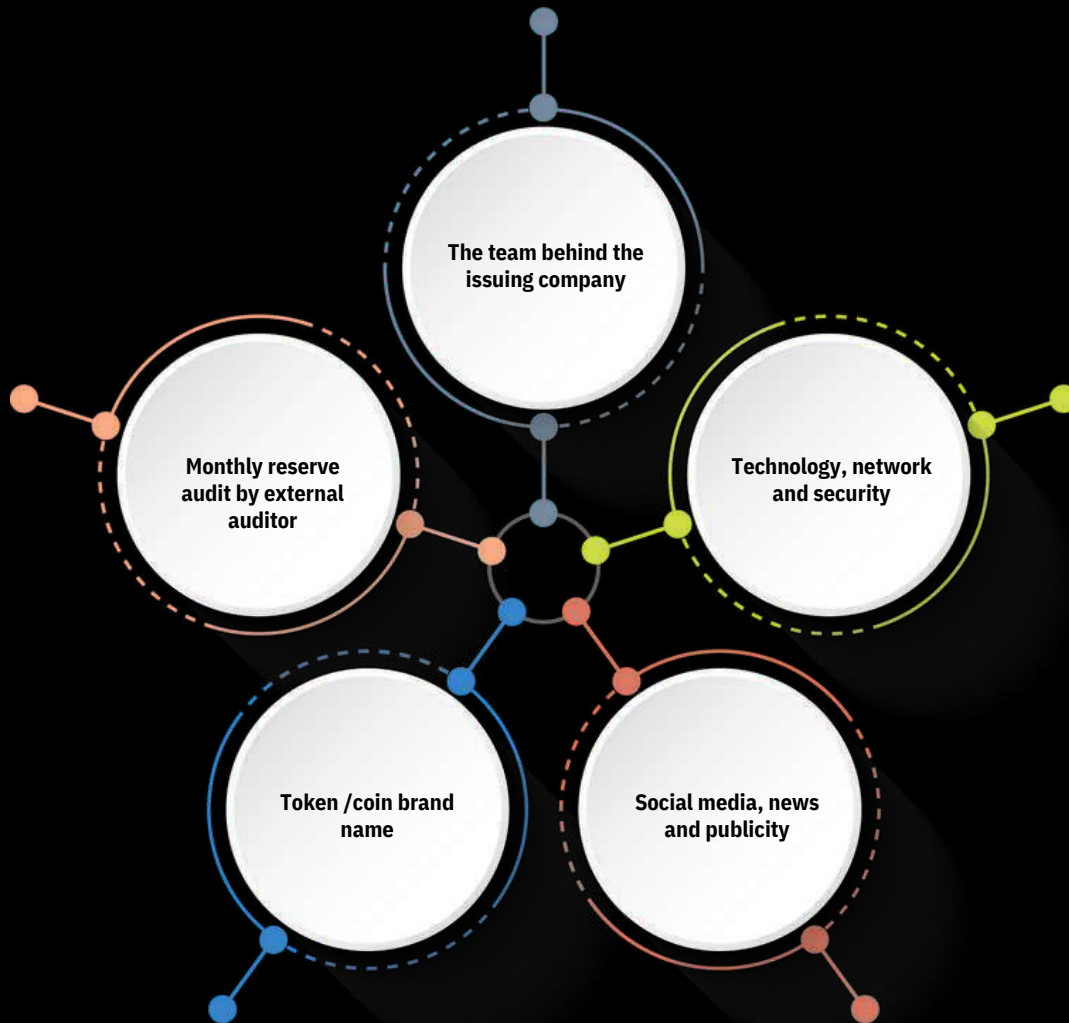 The team behind the
issuing company
Monthly reserve
audit by external
auditor
Technology, network
and security
Token /coin brand
name
Social media, news
and publicity